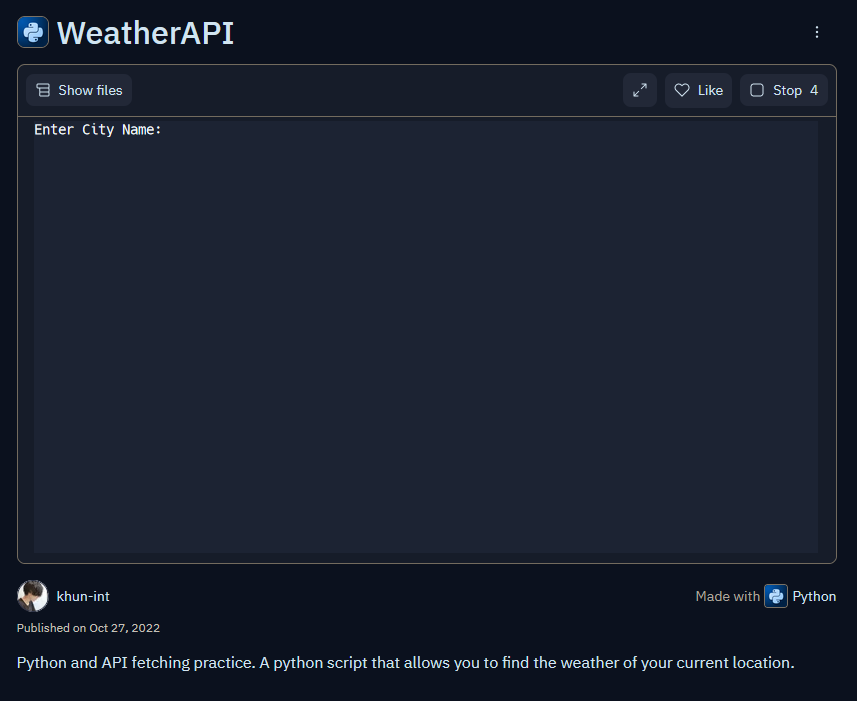 WeatherAPI
Show files
Like
Stop 4
Enter City Name:
khun-int
Made with Python
Published on Oct 27, 2022
Python and API fetching practice. A python script that allows you to find the weather of your current location.